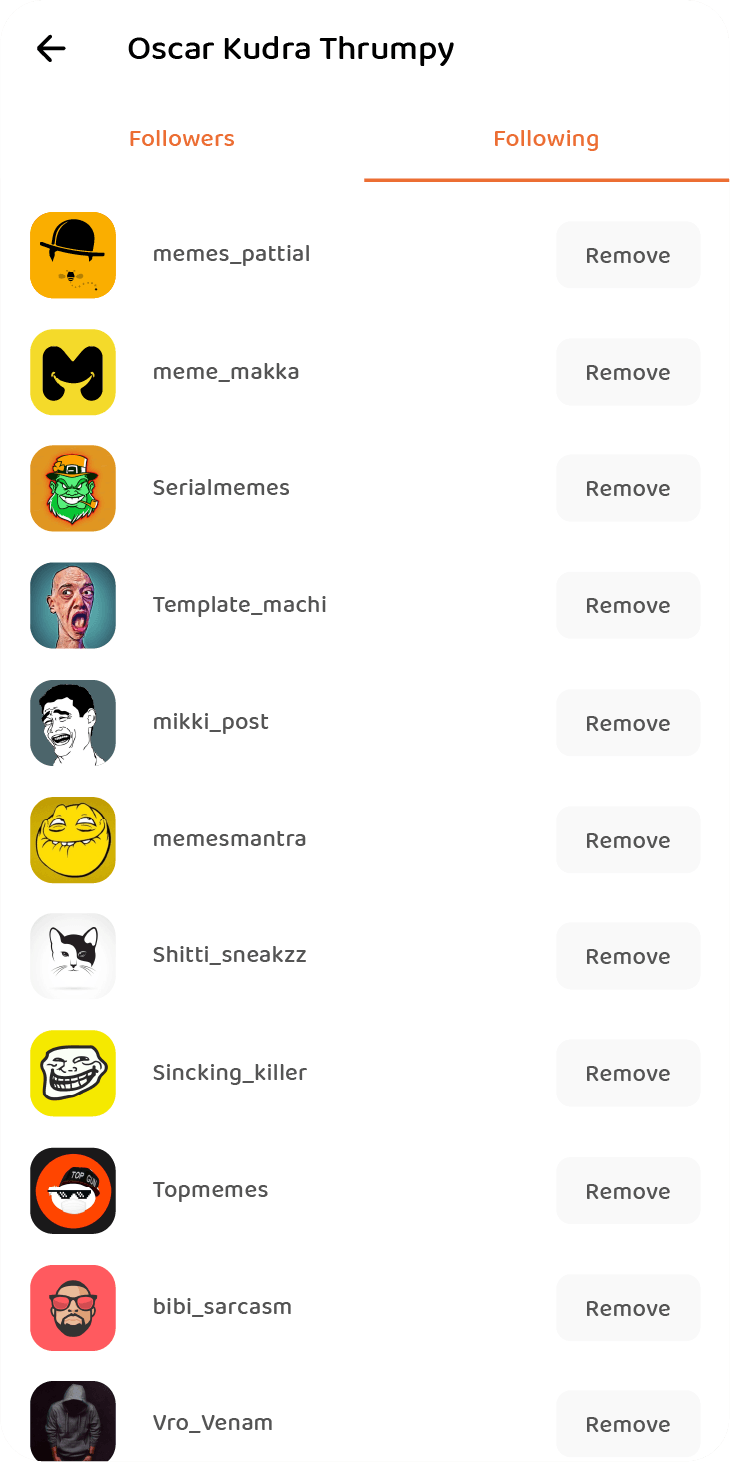 Oscar Kudra Thrumpy
Followers Following
memes_pattial Remove
meme_makka Remove
Serialmemes Remove
Template_machi Remove
mikki_post Remove
memesmantra Remove
Shitti_sneakzz Remove
Sincking_killer Remove
TOP GUN
Topmemes Remove
bibi_sarcasm Remove
Vro_Venam Remove